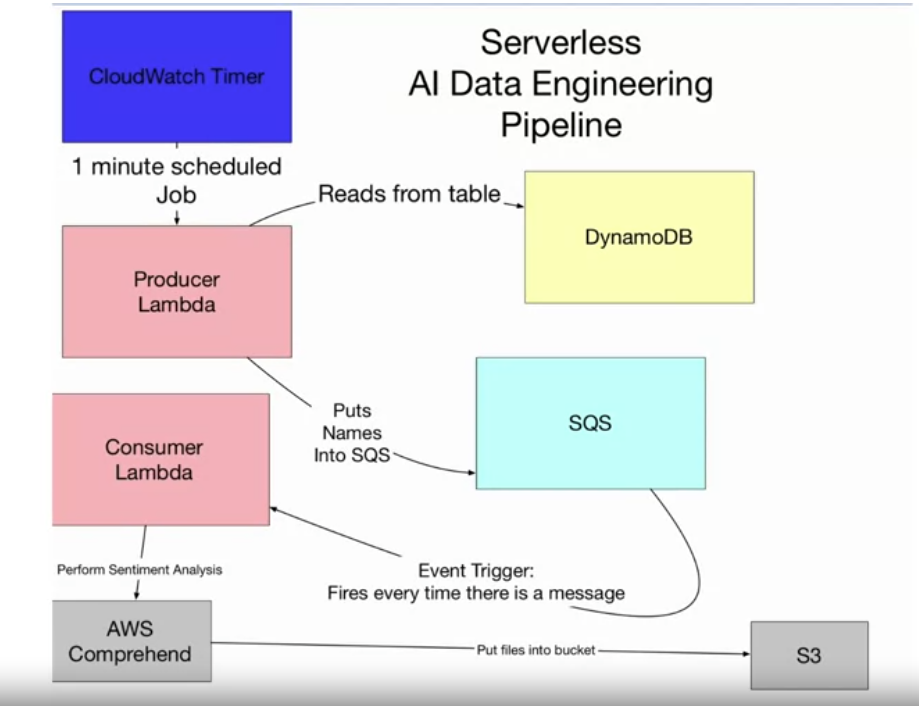 Serverless
AI Data Engineering
Pipeline
CloudWatch Timer
1 minute scheduled
Job
Reads from table
DynamoDB
Producer
Lambda
Puts
Names
Into SQS
SQS
Consumer
Lambda
Event Trigger:
Fires every time there is a message
Perform Sentiment Analysis
AWS
Comprehend
Put files into bucket
S3